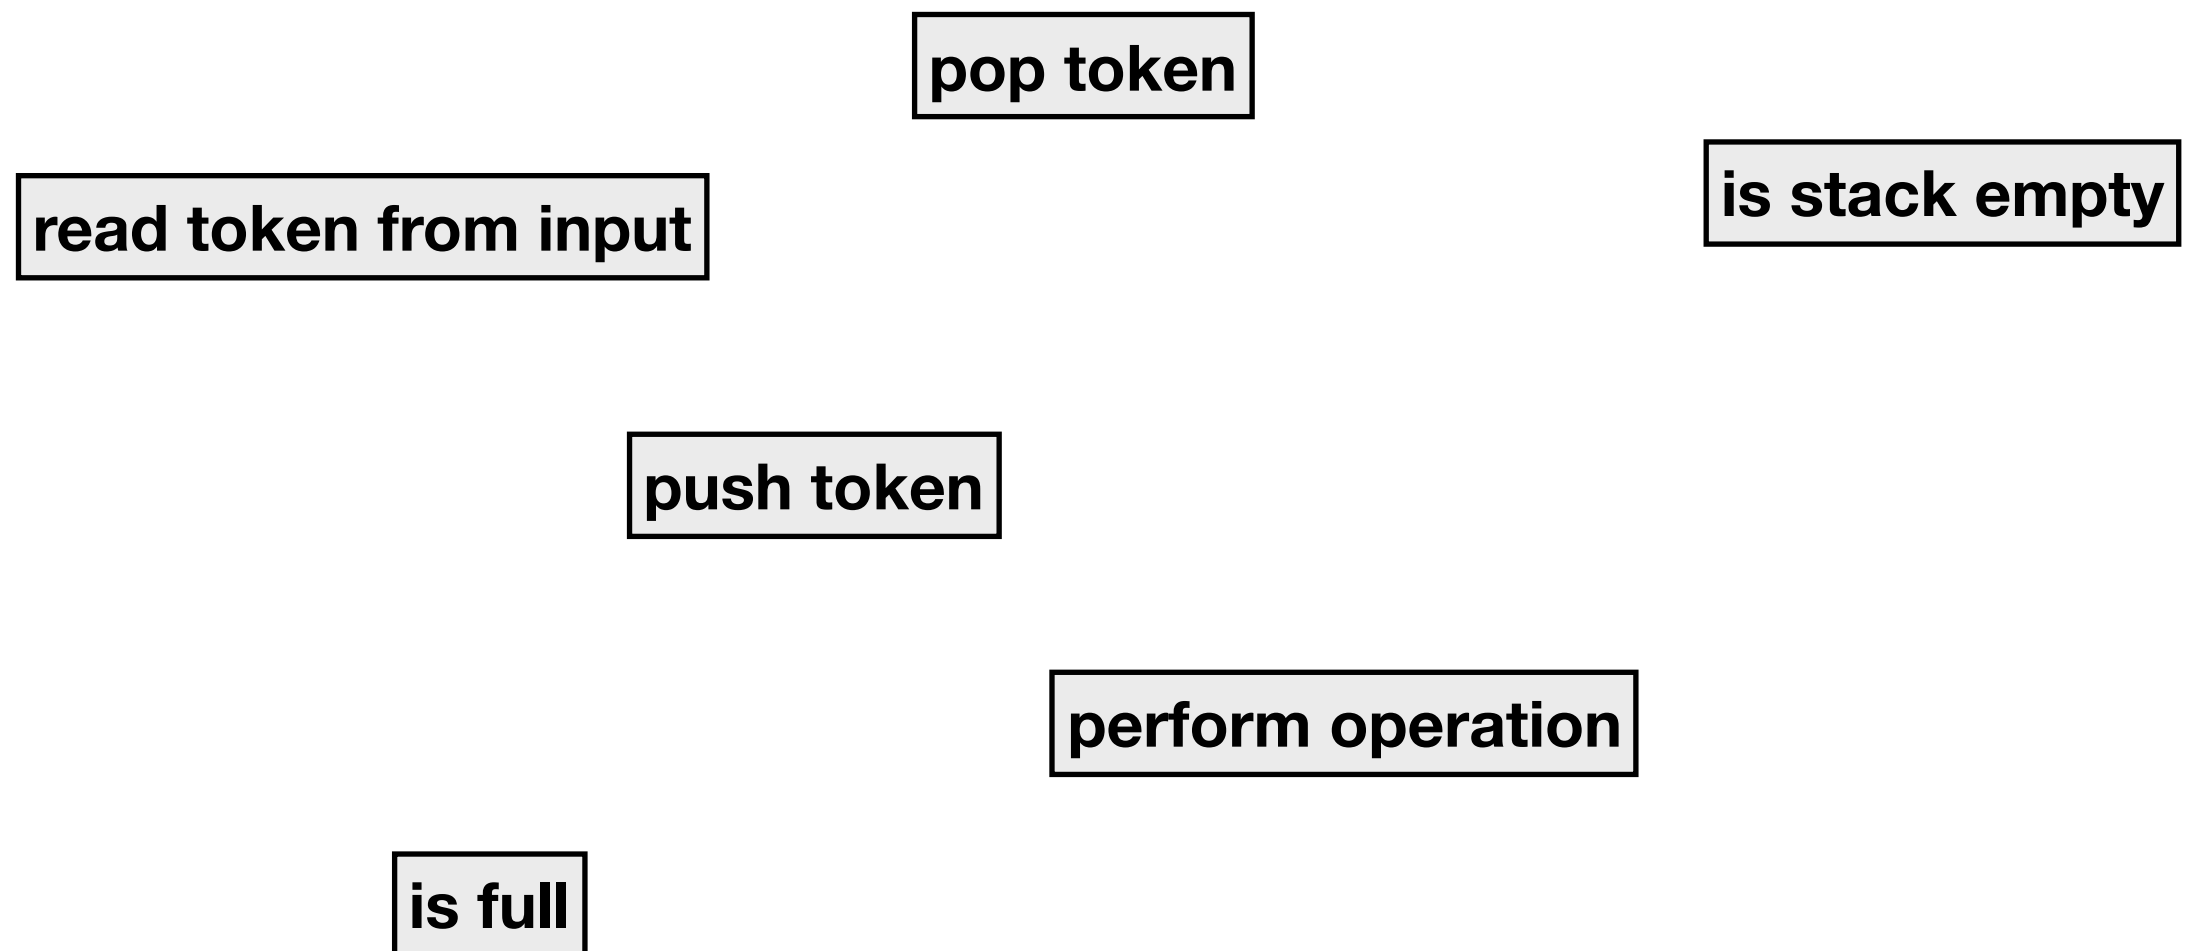 pop token
is stack empty
read token from input
push token
perform operation
is full